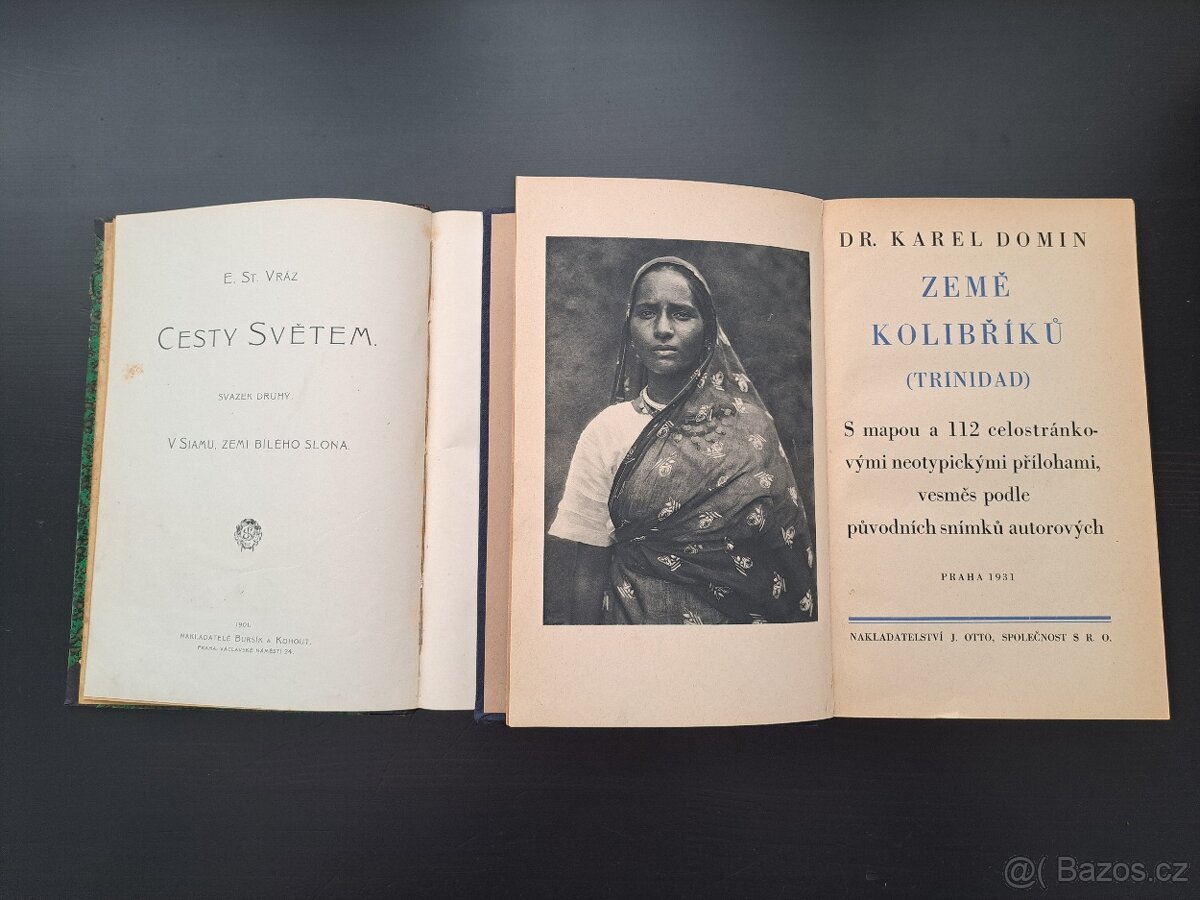 E. ST. VRÁZ
CESTY SVĚTEM.
SVAZEK DRUHÝ.
V SIAMU, ZEMI BÍLÉHO SLONA.
1901.
NAKLADATELÉ BURSÍK & KOHOUT.
PRAHA, VÁCLAVSKÉ NÁMĚSTÍ 24.
DR. KAREL DOMIN
ZEMĚ
KOLIBŘÍKŮ
(TRINIDAD)
S mapou a 112 celostránko-
vými neotypickými přílohami,
vesměs podle
původních snímků autorových
PRAHA 1931
NAKLADATELSTVÍ J. OTTO, SPOLEČNOST S R. O.
@( Bazos.cz